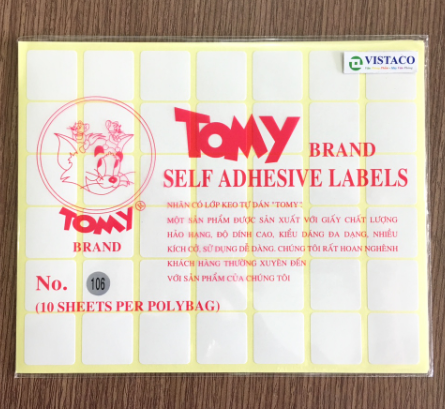 VISTACO
TOMY BRAND
SELF ADHESIVE LABELS
NHÃN CÓ LỚP KEO TỰ DÁN "TOMY".
MỘT SẢN PHẨM ĐƯỢC SẢN XUẤT VỚI GIẤY CHẤT LƯỢNG
HẢO HẠNG, ĐỘ DÍNH CAO, KIỂU DÁNG ĐA DẠNG, NHIỀU
KÍCH CỠ, SỬ DỤNG DỄ DÀNG. CHÚNG TÔI RẤT HOAN NGHÊNH
KHÁCH HÀNG THƯỜNG XUYÊN ĐẾN
VỚI SẢN PHẨM CỦA CHÚNG TÔI
TOMY ®
BRAND
No. 106
(10 SHEETS PER POLYBAG)